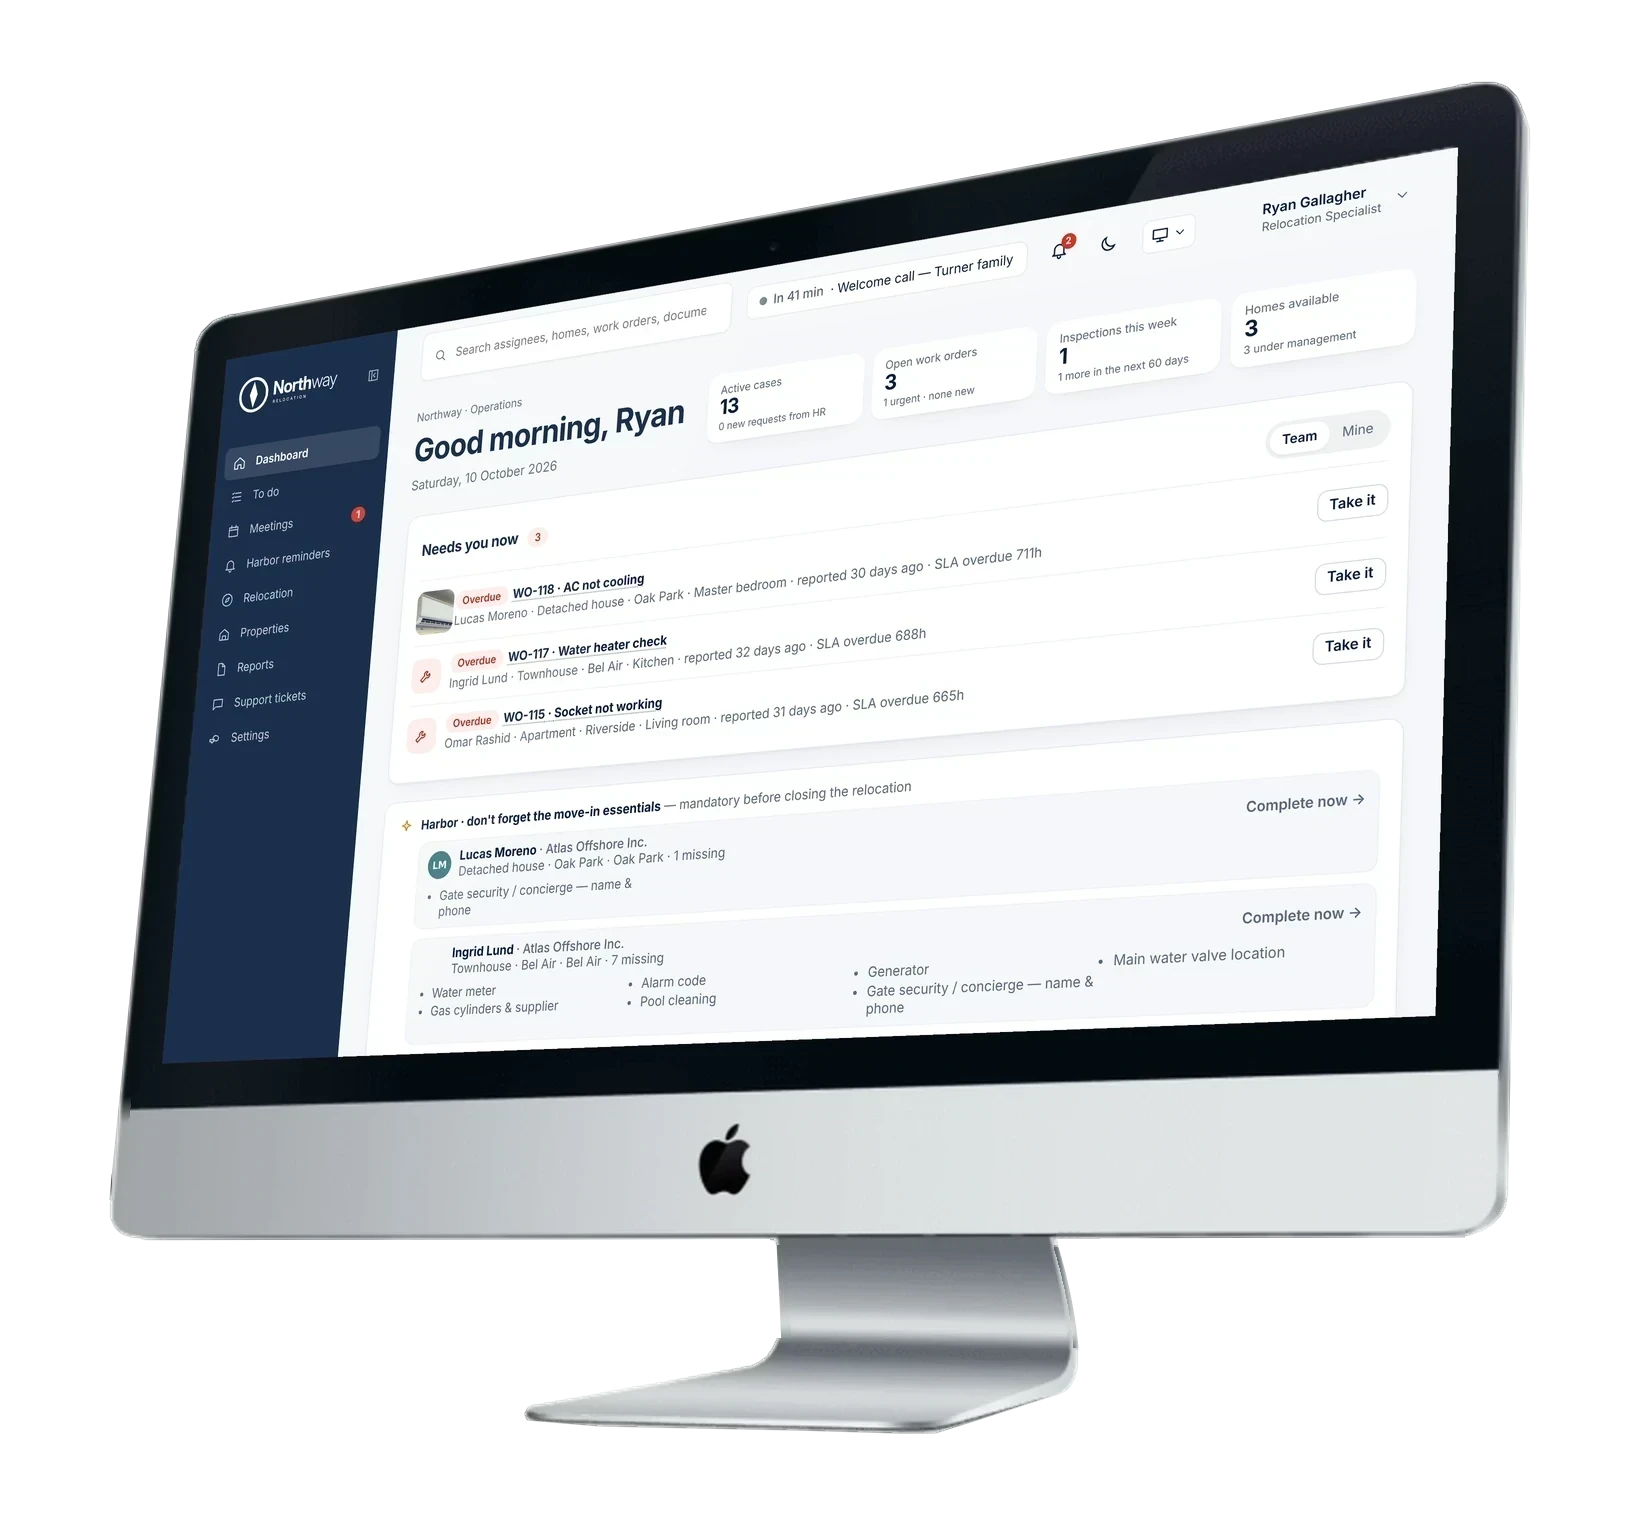 Northway
RELOCATION
Dashboard
To do
Meetings
1
Harbor reminders
Relocation
Properties
Reports
Support tickets
Settings
Search assignees, homes, work orders, docume
In 41 min · Welcome call — Turner family
2
Ryan Gallagher
Relocation Specialist
Northway · Operations
Good morning, Ryan
Saturday, 10 October 2026
Active cases
13
0 new requests from HR
Open work orders
3
1 urgent · none new
Inspections this week
1
1 more in the next 60 days
Homes available
3
3 under management
Needs you now 3
Team Mine
Overdue WO-118 · AC not cooling
Lucas Moreno · Detached house · Oak Park · Master bedroom · reported 30 days ago · SLA overdue 711h
Take it
Overdue WO-117 · Water heater check
Ingrid Lund · Townhouse · Bel Air · Kitchen · reported 32 days ago · SLA overdue 688h
Take it
Overdue WO-115 · Socket not working
Omar Rashid · Apartment · Riverside · Living room · reported 31 days ago · SLA overdue 665h
Take it
Harbor · don't forget the move-in essentials — mandatory before closing the relocation
LM
Lucas Moreno · Atlas Offshore Inc.
Detached house · Oak Park · Oak Park · 1 missing
Complete now →
• Gate security / concierge — name &
phone
Ingrid Lund · Atlas Offshore Inc.
Townhouse · Bel Air · Bel Air · 7 missing
Complete now →
• Water meter
• Gas cylinders & supplier
• Alarm code
• Pool cleaning
• Generator
• Gate security / concierge — name &
phone
• Main water valve location